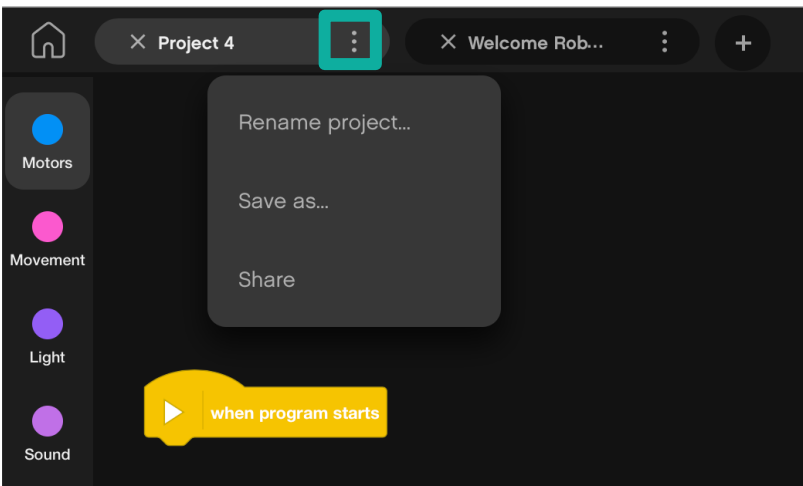 Project 4
Welcome Rob...
Rename project...
Save as...
Share
Motors
Movement
Light
Sound
when program starts